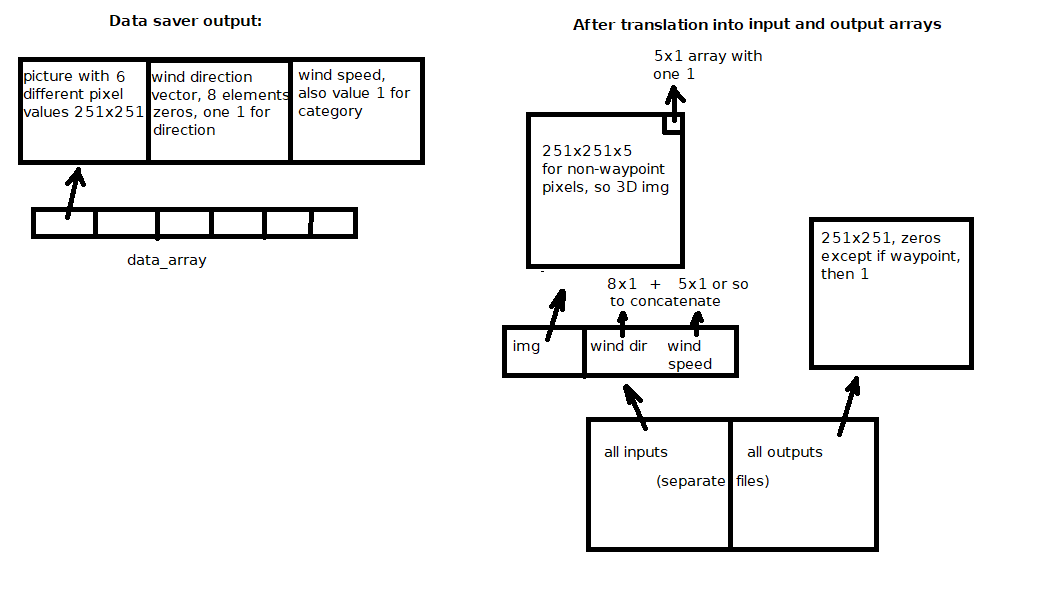 Data saver output:
picture with 6
different pixel
values 251x251
wind direction
vector, 8 elements
zeros, one 1 for
direction
wind speed,
also value 1 for
category
data_array
After translation into input and output arrays
5x1 array with
one 1
251x251x5
for non-waypoint
pixels, so 3D img
8x1 + 5x1 or so
to concatenate
img
wind dir
wind
speed
251x251, zeros
except if waypoint,
then 1
all inputs
all outputs
(separate files)